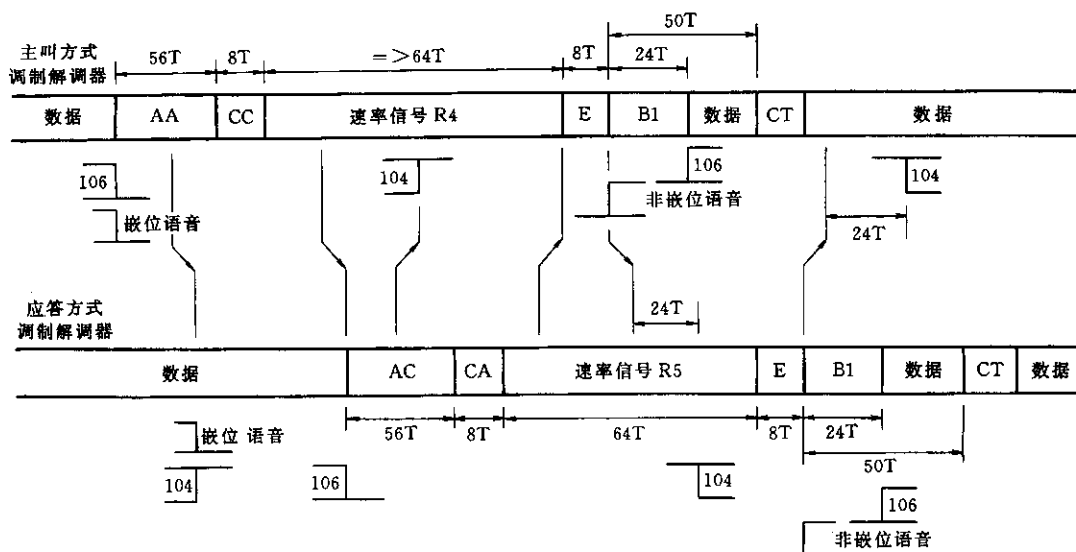 50T
主叫方式
调制解调器
56T 8T =>64T 8T 24T
数据 AA CC 速率信号 R4 E B1 数据 CT 数据
106 104 106 104
嵌位语音 非嵌位语音
24T
应答方式
调制解调器
24T
数据 AC CA 速率信号 R5 E B1 数据 CT 数据
56T 8T 64T 8T 24T
嵌位 语音
50T
104 106 104
106
非嵌位语音